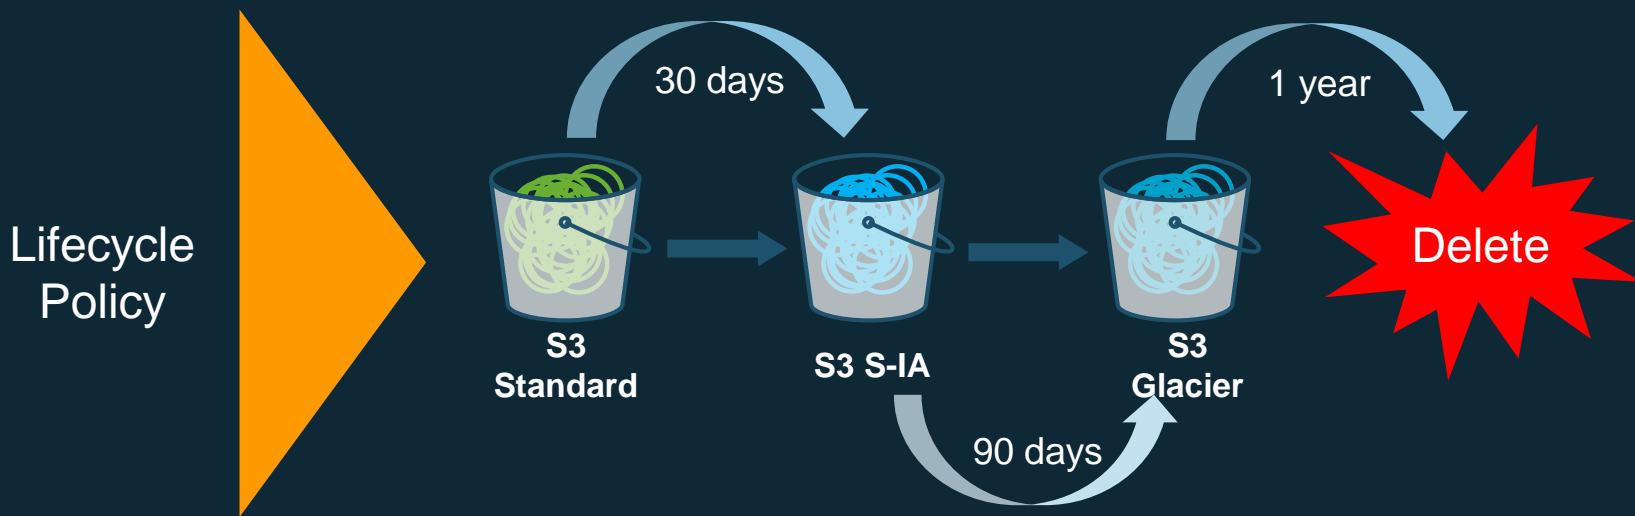 Lifecycle
Policy
30 days
1 year
S3
Standard
S3 S-IA
S3
Glacier
Delete
90 days